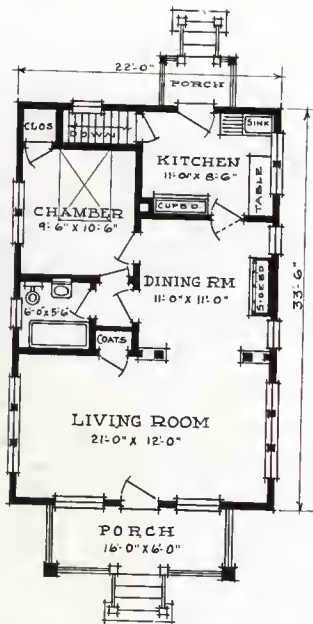 22'-0"
PORCH
CLOS
DOWN
SINK
KITCHEN
11'-0" X 8'-6"
TABLE
CUPB'D
CHAMBER
9'-6" X 10'-6"
DINING RM
11'-0" X 11'-0"
SIDEB'D
33'-6"
6'-0" X 5'-6"
COATS
LIVING ROOM
21'-0" X 12'-0"
PORCH
16'-0" X 6'-0"